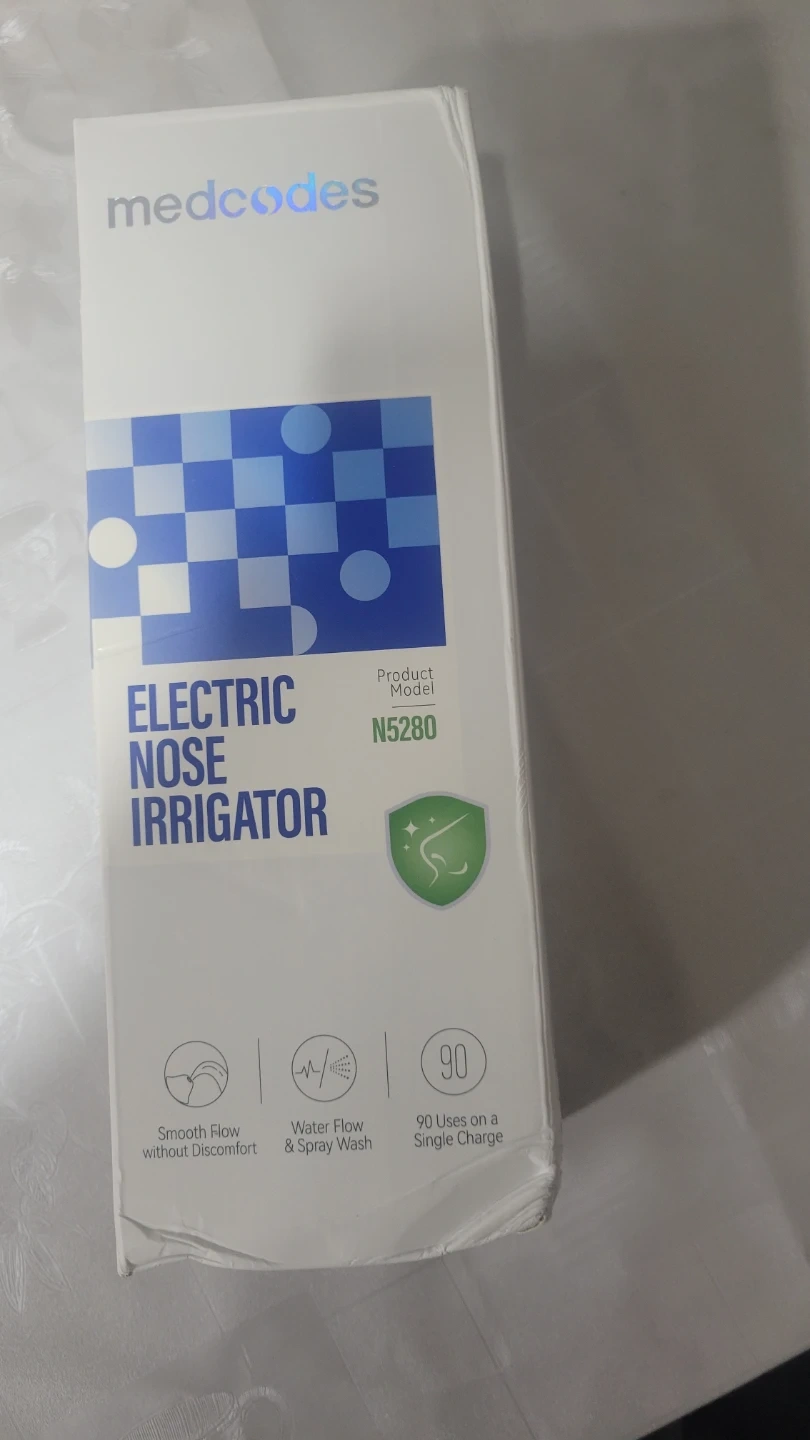 medcodes
ELECTRIC
NOSE
IRRIGATOR
Product
Model
N5280
Smooth Flow
without Discomfort
Water Flow
& Spray Wash
90
90 Uses on a
Single Charge